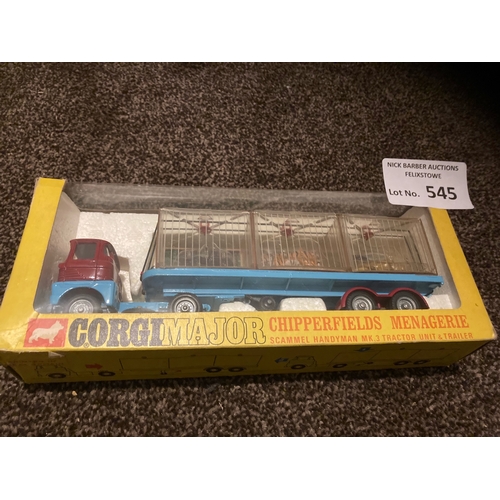 NICK BARBER AUCTIONS
FELIXSTOWE
Lot No. 545
CORGI MAJOR CHIPPERFIELDS MENAGERIE
SCAMMEL HANDYMAN MK.3 TRACTOR UNIT & TRAILER